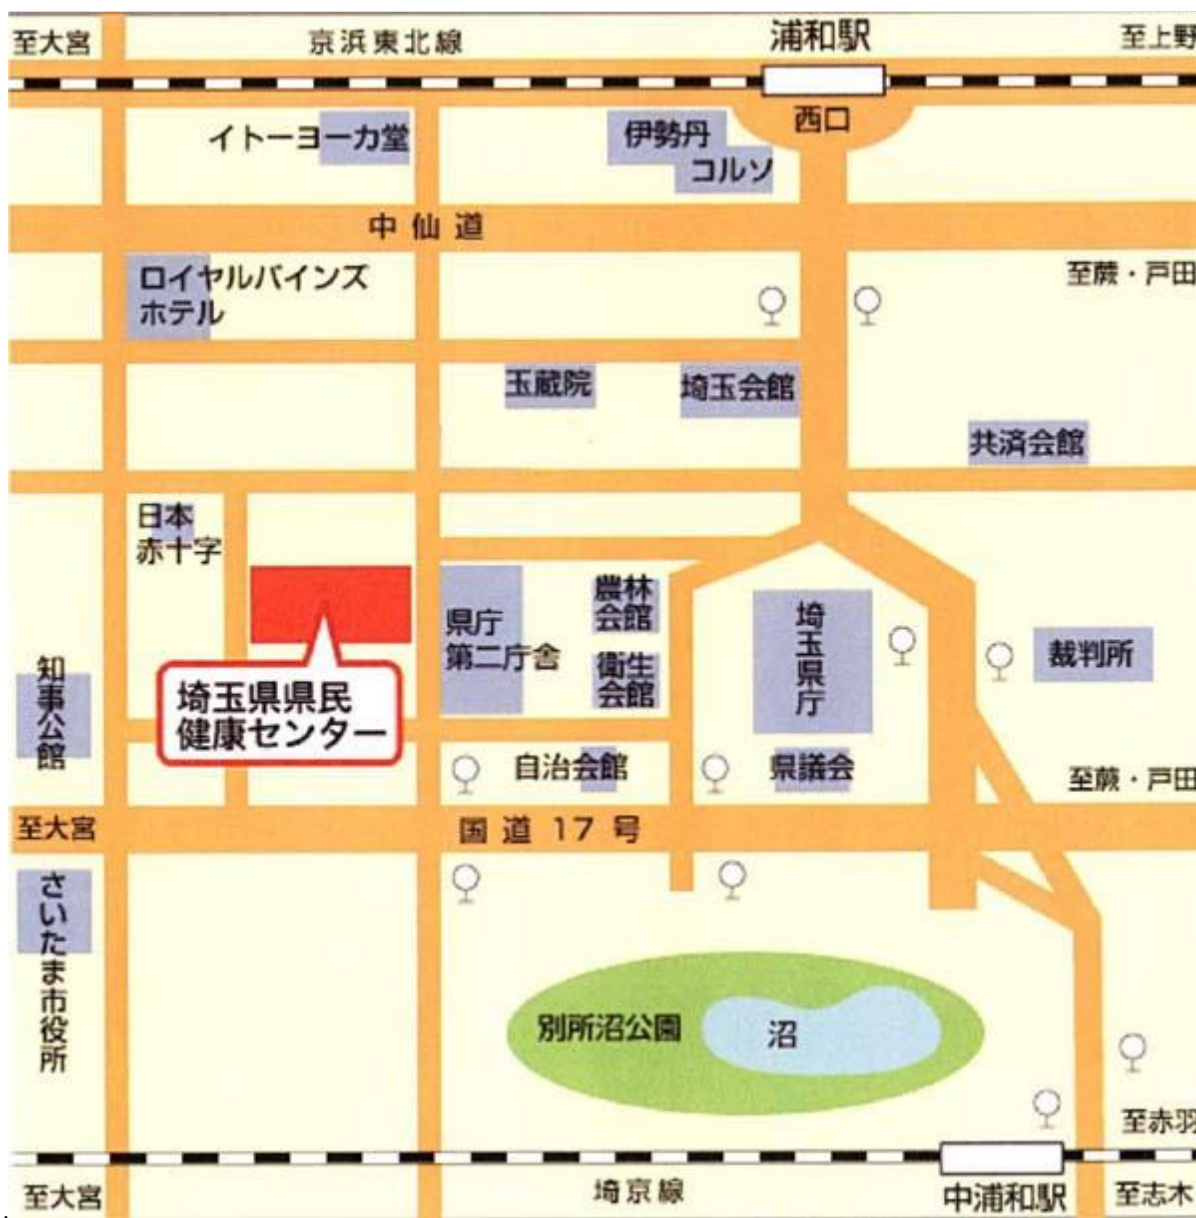 至大宮
京浜東北線
浦和駅
至上野
西口
イトーヨーカ堂
伊勢丹
コルソ
中仙道
ロイヤルパインズ
ホテル
至蕨・戸田
玉蔵院
埼玉会館
共済会館
日本
赤十字
県庁
第二庁舎
農林
会館
衛生
会館
埼玉県庁
裁判所
知事公館
埼玉県県民
健康センター
自治会館
県議会
至蕨・戸田
至大宮
国道17号
さいたま市役所
別所沼公園
沼
至赤羽
至大宮
埼京線
中浦和駅
至志木